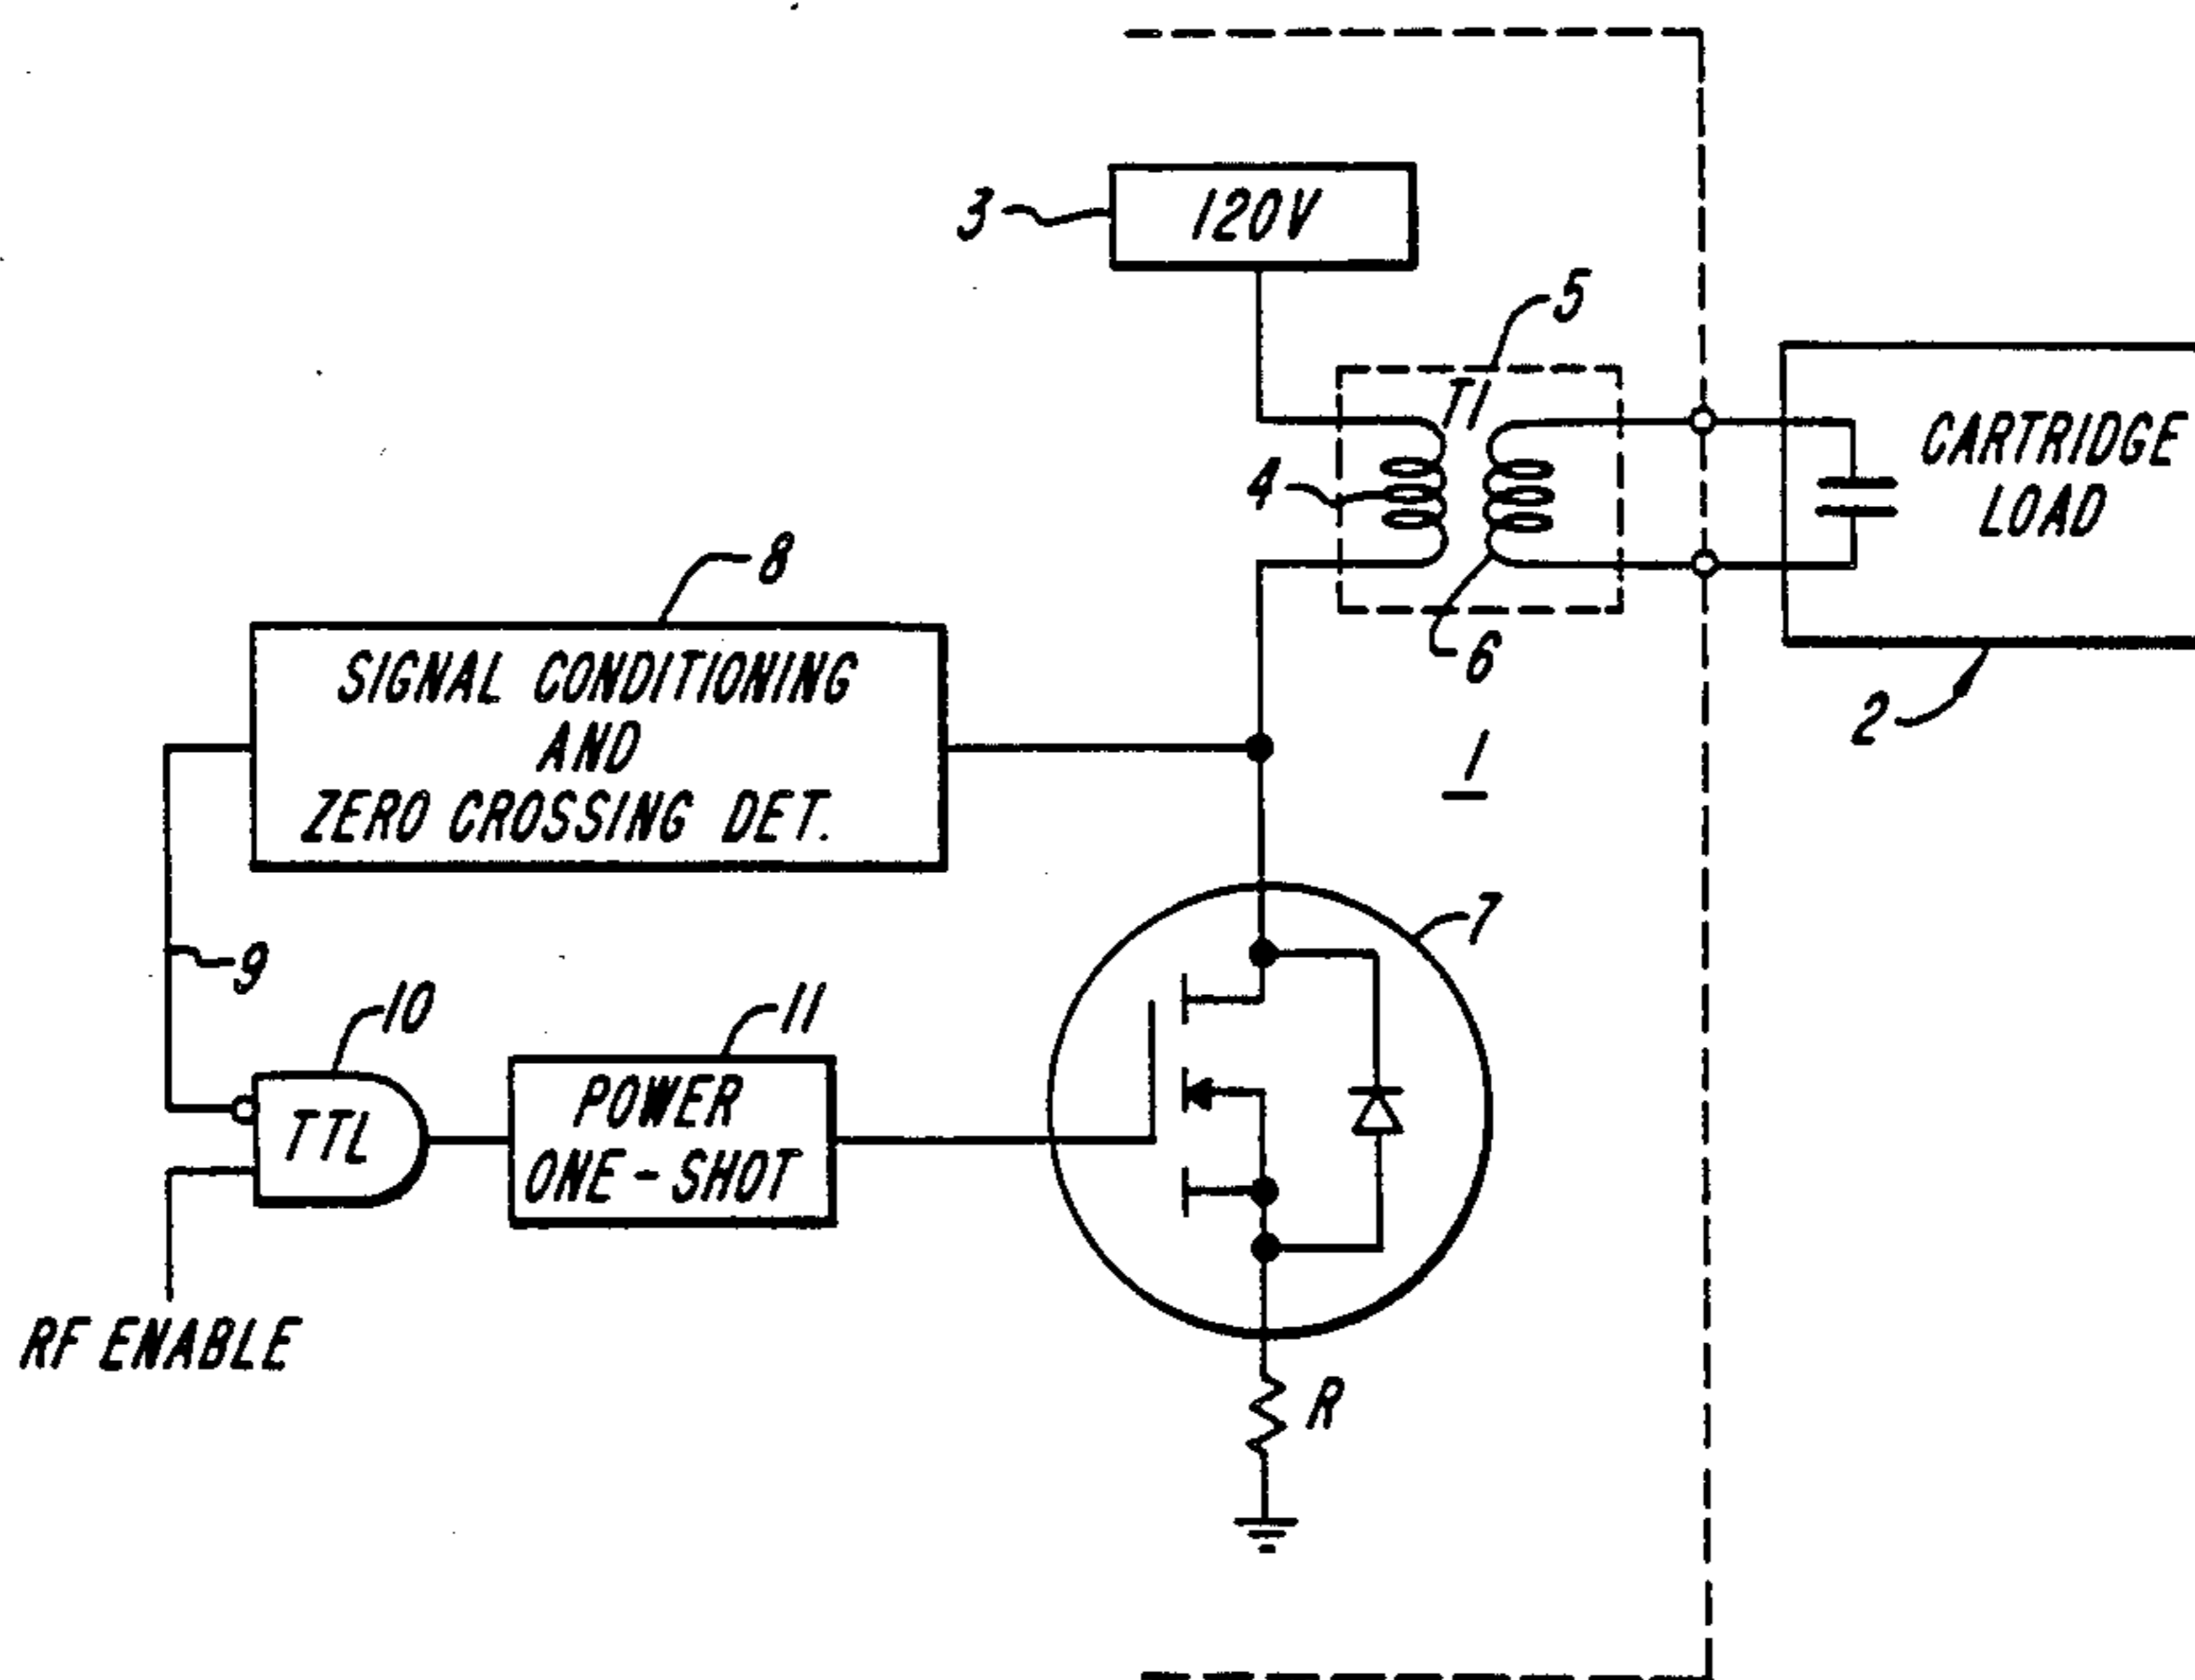 3
120V
5
T1
4
CARTRIDGE
LOAD
8
6
SIGNAL CONDITIONING
AND
ZERO CROSSING DET.
2
1
7
9
10
11
TTL
POWER
ONE-SHOT
RF ENABLE
R